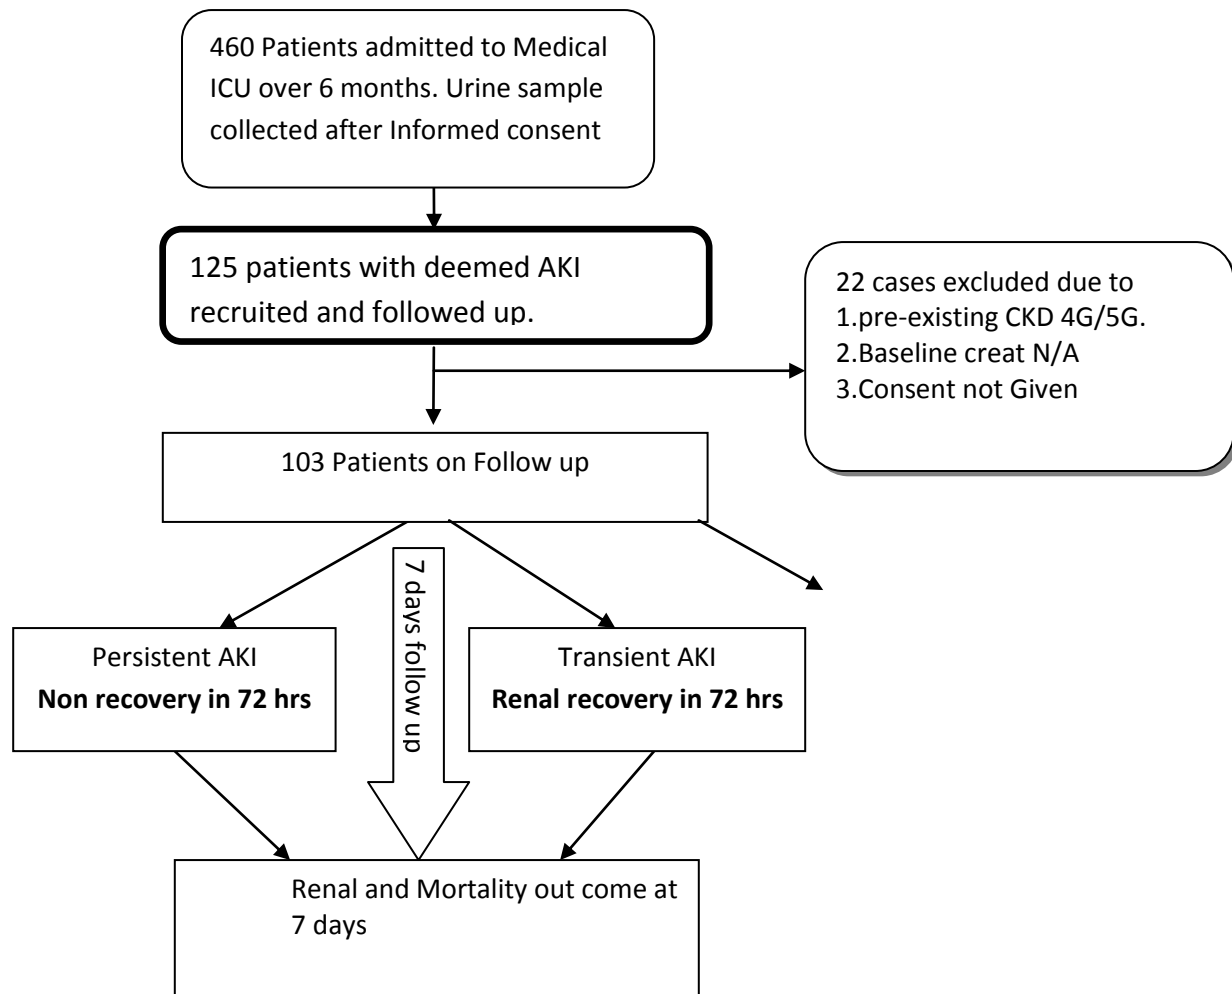 460 Patients admitted to Medical
ICU over 6 months. Urine sample
collected after Informed consent
125 patients with deemed AKI
recruited and followed up.
22 cases excluded due to
1.pre-existing CKD 4G/5G.
2.Baseline creat N/A
3.Consent not Given
103 Patients on Follow up
7 days follow up
Persistent AKI
Non recovery in 72 hrs
Transient AKI
Renal recovery in 72 hrs
Renal and Mortality out come at
7 days